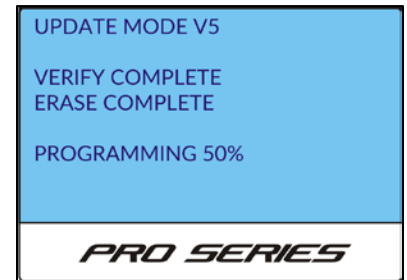 UPDATE MODE V5
VERIFY COMPLETE
ERASE COMPLETE
PROGRAMMING 50%
PRO SERIES